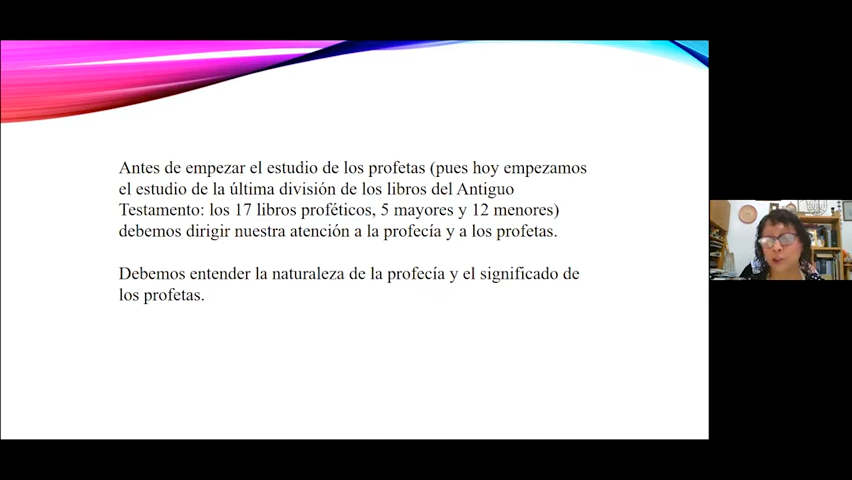 Antes de empezar el estudio de los profetas (pues hoy empezamos
el estudio de la última división de los libros del Antiguo
Testamento: los 17 libros proféticos, 5 mayores y 12 menores)
debemos dirigir nuestra atención a la profecía y a los profetas.
Debemos entender la naturaleza de la profecía y el significado de
los profetas.